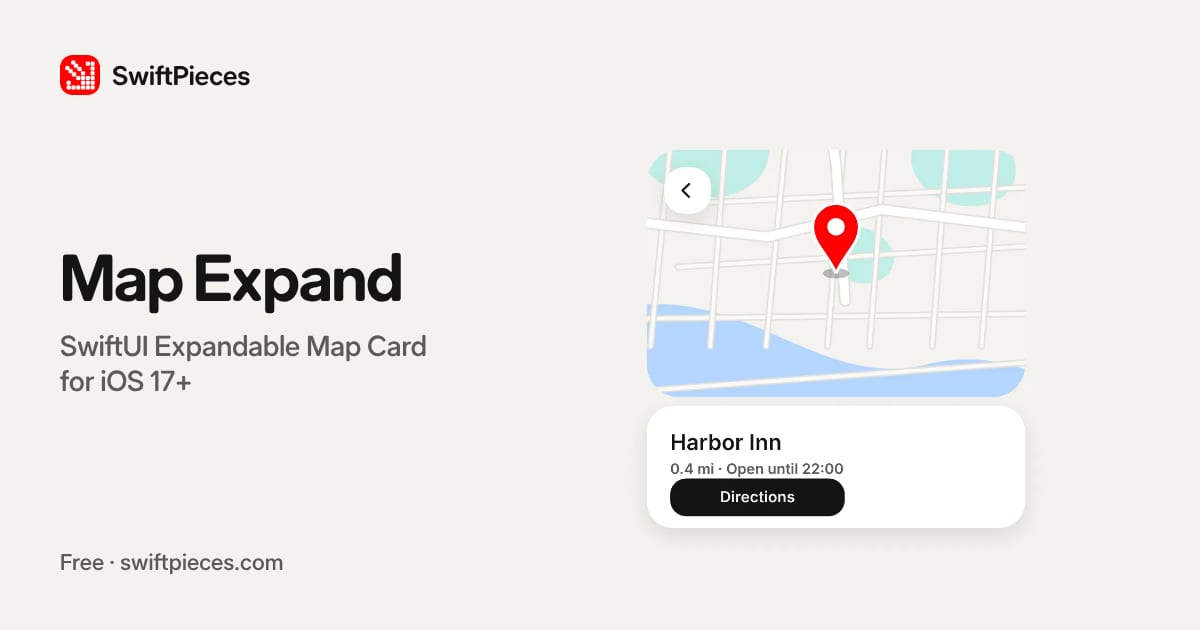 SwiftPieces
Map Expand
SwiftUI Expandable Map Card
for iOS 17+
Free · swiftpieces.com
Harbor Inn
0.4 mi · Open until 22:00
Directions